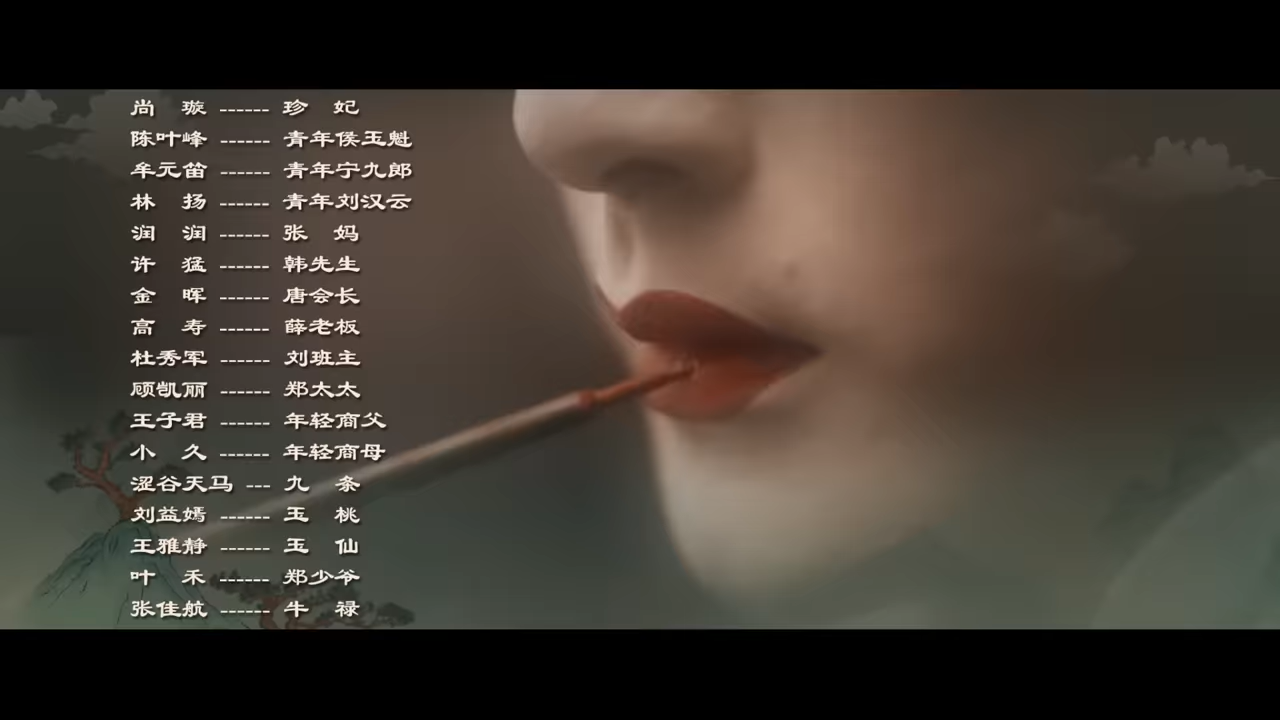 尚　璇 ------ 珍　妃
陈叶峰 ------ 青年侯玉魁
牟元笛 ------ 青年宁九郎
林　扬 ------ 青年刘汉云
润　润 ------ 张　妈
许　猛 ------ 韩先生
金　晖 ------ 唐会长
高　寿 ------ 薛老板
杜秀军 ------ 刘班主
顾凯丽 ------ 郑太太
王子君 ------ 年轻商父
小　久 ------ 年轻商母
涩谷天马 --- 九　条
刘益嫣 ------ 玉　桃
王雅静 ------ 玉　仙
叶　禾 ------ 郑少爷
张佳航 ------ 牛　禄